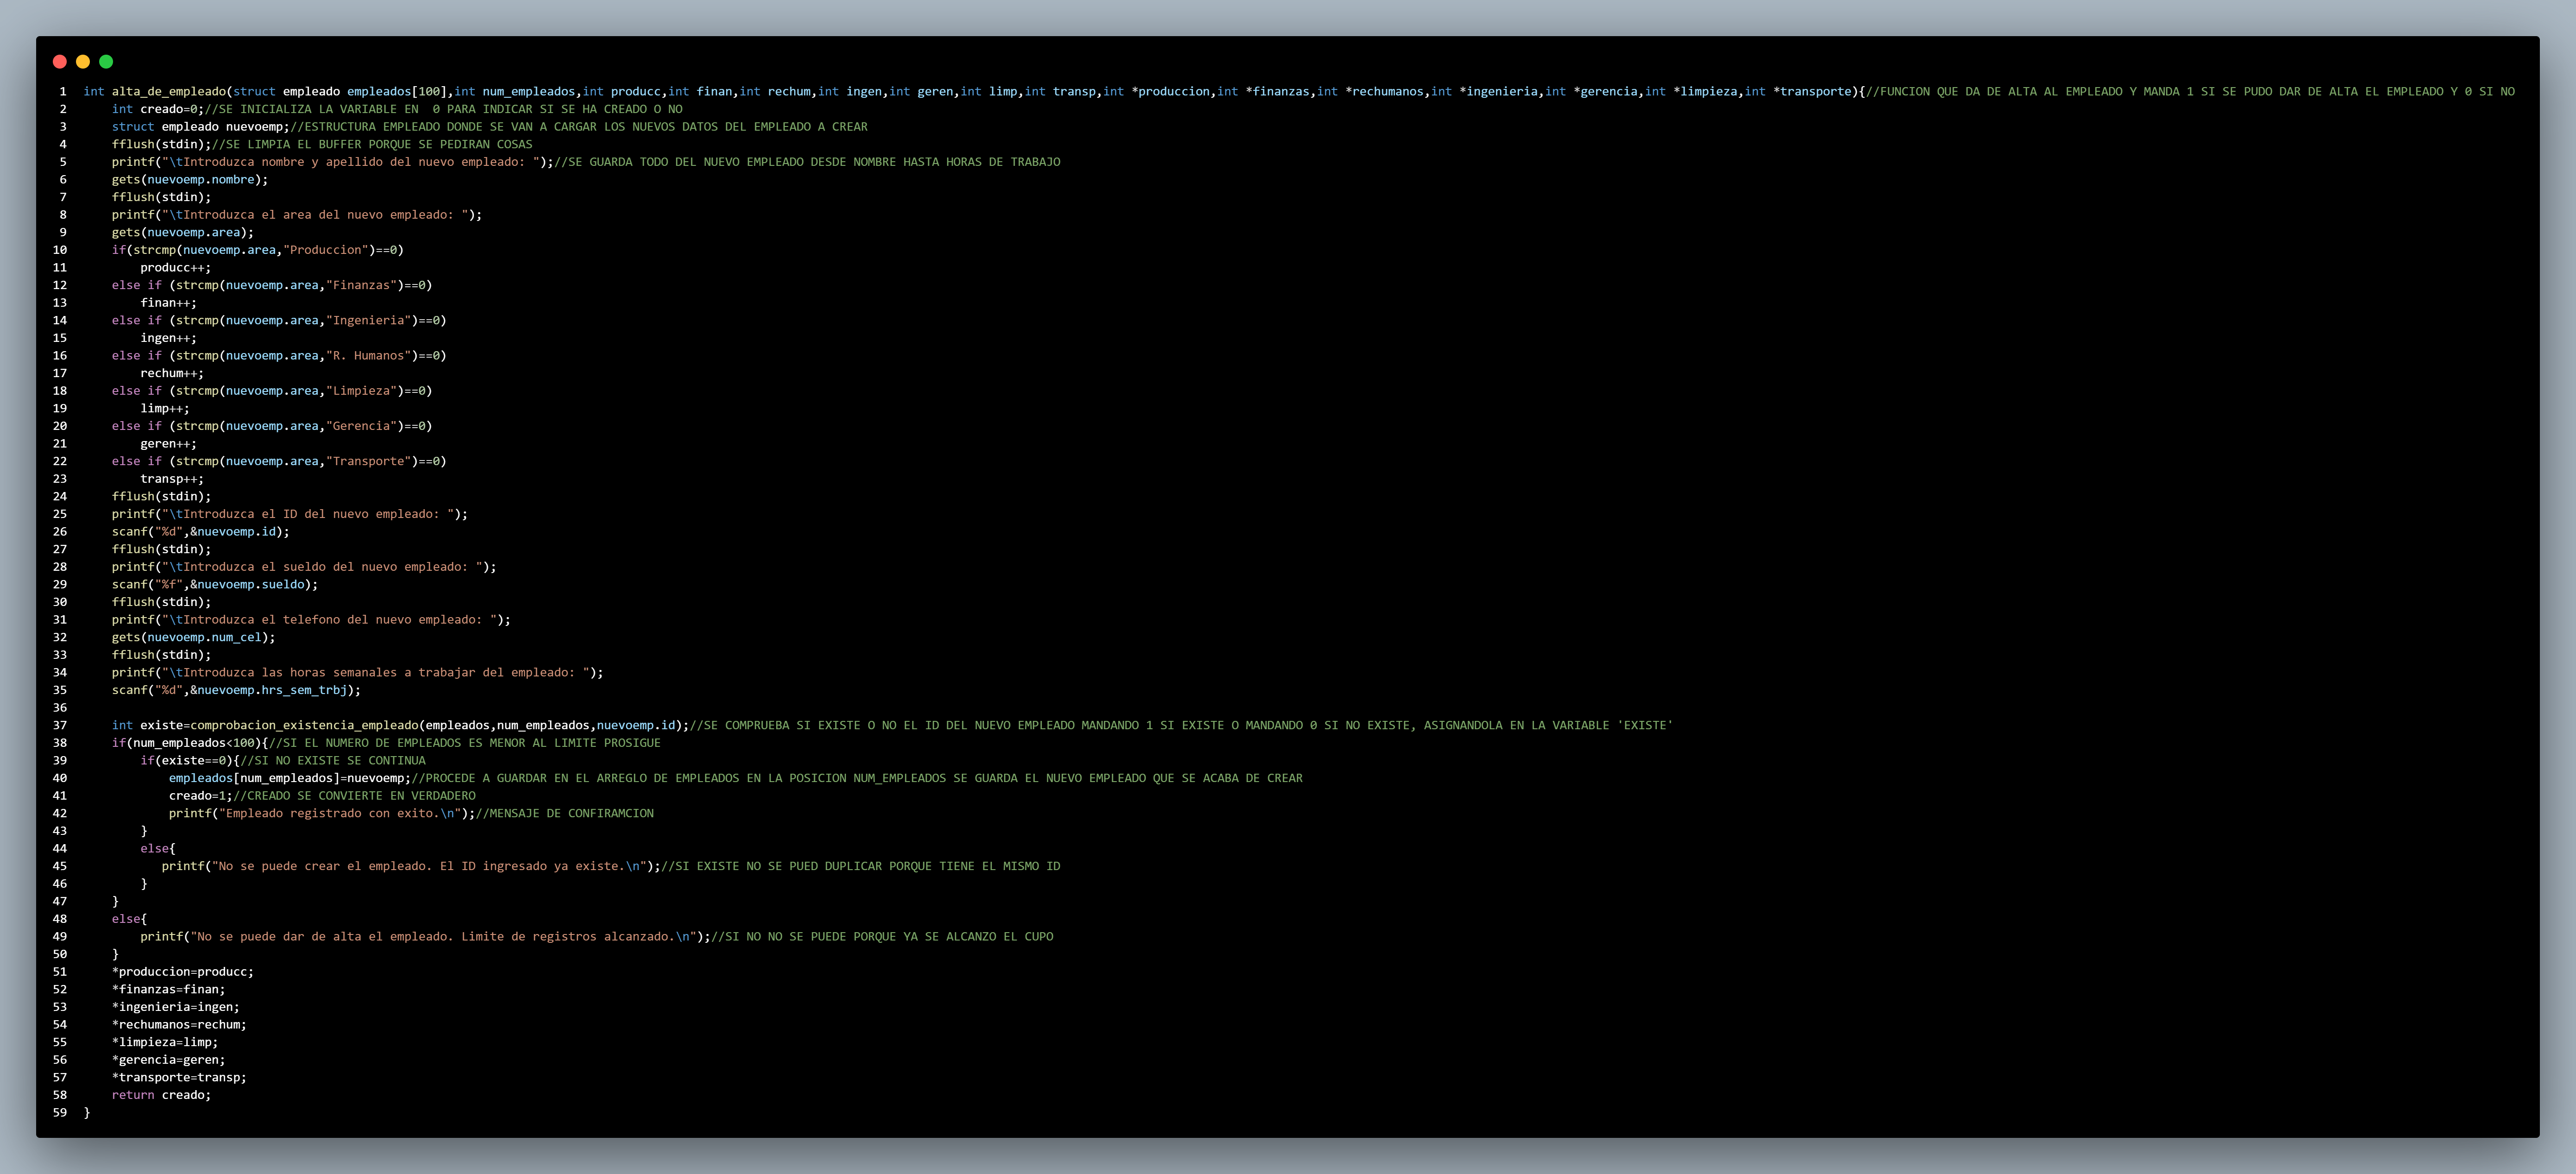 1 int alta_de_empleado(struct empleado empleados[100],int num_empleados,int producc,int finan,int rechum,int ingen,int geren,int limp,int transp,int *produccion,int *finanzas,int *rechumanos,int *ingenieria,int *gerencia,int *limpieza,int *transporte){//FUNCION QUE DA DE ALTA AL EMPLEADO Y MANDA 1 SI SE PUDO DAR DE ALTA EL EMPLEADO Y 0 SI NO
2     int creado=0;//SE INICIALIZA LA VARIABLE EN  0 PARA INDICAR SI SE HA CREADO O NO
3     struct empleado nuevoemp;//ESTRUCTURA EMPLEADO DONDE SE VAN A CARGAR LOS NUEVOS DATOS DEL EMPLEADO A CREAR
4     fflush(stdin);//SE LIMPIA EL BUFFER PORQUE SE PEDIRAN COSAS
5     printf("\tIntroduzca nombre y apellido del nuevo empleado: ");//SE GUARDA TODO DEL NUEVO EMPLEADO DESDE NOMBRE HASTA HORAS DE TRABAJO
6     gets(nuevoemp.nombre);
7     fflush(stdin);
8     printf("\tIntroduzca el area del nuevo empleado: ");
9     gets(nuevoemp.area);
10     if(strcmp(nuevoemp.area,"Produccion")==0)
11         producc++;
12     else if (strcmp(nuevoemp.area,"Finanzas")==0)
13         finan++;
14     else if (strcmp(nuevoemp.area,"Ingenieria")==0)
15         ingen++;
16     else if (strcmp(nuevoemp.area,"R. Humanos")==0)
17         rechum++;
18     else if (strcmp(nuevoemp.area,"Limpieza")==0)
19         limp++;
20     else if (strcmp(nuevoemp.area,"Gerencia")==0)
21         geren++;
22     else if (strcmp(nuevoemp.area,"Transporte")==0)
23         transp++;
24     fflush(stdin);
25     printf("\tIntroduzca el ID del nuevo empleado: ");
26     scanf("%d",&nuevoemp.id);
27     fflush(stdin);
28     printf("\tIntroduzca el sueldo del nuevo empleado: ");
29     scanf("%f",&nuevoemp.sueldo);
30     fflush(stdin);
31     printf("\tIntroduzca el telefono del nuevo empleado: ");
32     gets(nuevoemp.num_cel);
33     fflush(stdin);
34     printf("\tIntroduzca las horas semanales a trabajar del empleado: ");
35     scanf("%d",&nuevoemp.hrs_sem_trbj);
36
37     int existe=comprobacion_existencia_empleado(empleados,num_empleados,nuevoemp.id);//SE COMPRUEBA SI EXISTE O NO EL ID DEL NUEVO EMPLEADO MANDANDO 1 SI EXISTE O MANDANDO 0 SI NO EXISTE, ASIGNANDOLA EN LA VARIABLE 'EXISTE'
38     if(num_empleados<100){//SI EL NUMERO DE EMPLEADOS ES MENOR AL LIMITE PROSIGUE
39         if(existe==0){//SI NO EXISTE SE CONTINUA
40             empleados[num_empleados]=nuevoemp;//PROCEDE A GUARDAR EN EL ARREGLO DE EMPLEADOS EN LA POSICION NUM_EMPLEADOS SE GUARDA EL NUEVO EMPLEADO QUE SE ACABA DE CREAR
41             creado=1;//CREADO SE CONVIERTE EN VERDADERO
42             printf("Empleado registrado con exito.\n");//MENSAJE DE CONFIRAMCION
43         }
44         else{
45            printf("No se puede crear el empleado. El ID ingresado ya existe.\n");//SI EXISTE NO SE PUED DUPLICAR PORQUE TIENE EL MISMO ID
46         }
47     }
48     else{
49         printf("No se puede dar de alta el empleado. Limite de registros alcanzado.\n");//SI NO NO SE PUEDE PORQUE YA SE ALCANZO EL CUPO
50     }
51     *produccion=producc;
52     *finanzas=finan;
53     *ingenieria=ingen;
54     *rechumanos=rechum;
55     *limpieza=limp;
56     *gerencia=geren;
57     *transporte=transp;
58     return creado;
59 }